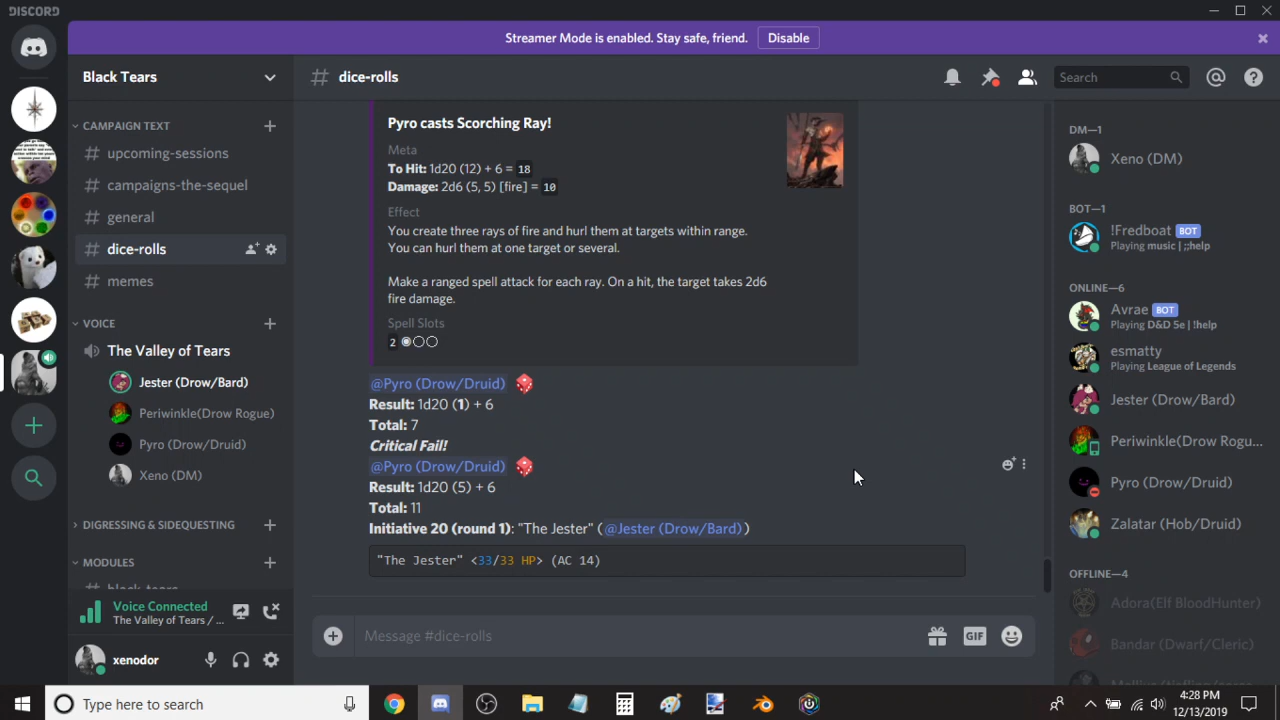 DISCORD
Streamer Mode is enabled. Stay safe, friend. Disable
Black Tears
CAMPAIGN TEXT
# upcoming-sessions
# campaigns-the-sequel
# general
# dice-rolls
# memes
VOICE
The Valley of Tears
Jester (Drow/Bard)
Periwinkle(Drow Rogue)
Pyro (Drow/Druid)
Xeno (DM)
DIGRESSING & SIDEQUESTING
MODULES
# black-tears
Voice Connected
The Valley of Tears / ...
xenodor
# dice-rolls
Search
Pyro casts Scorching Ray!
Meta
To Hit: 1d20 (12) + 6 = 18
Damage: 2d6 (5, 5) [fire] = 10
Effect
You create three rays of fire and hurl them at targets within range.
You can hurl them at one target or several.
Make a ranged spell attack for each ray. On a hit, the target takes 2d6
fire damage.
Spell Slots
2
@Pyro (Drow/Druid)
Result: 1d20 (1) + 6
Total: 7
Critical Fail!
@Pyro (Drow/Druid)
Result: 1d20 (5) + 6
Total: 11
Initiative 20 (round 1): "The Jester" (@Jester (Drow/Bard))
"The Jester" <33/33 HP> (AC 14)
Message #dice-rolls
GIF
DM—1
Xeno (DM)
BOT—1
!Fredboat BOT
Playing music | ;;help
ONLINE—6
Avrae BOT
Playing D&D 5e | !help
esmatty
Playing League of Legends
Jester (Drow/Bard)
Periwinkle(Drow Rogu...
Pyro (Drow/Druid)
Zalatar (Hob/Druid)
OFFLINE—4
Adora(Elf BloodHunter)
Bandar (Dwarf/Cleric)
Type here to search
4:28 PM
12/13/2019